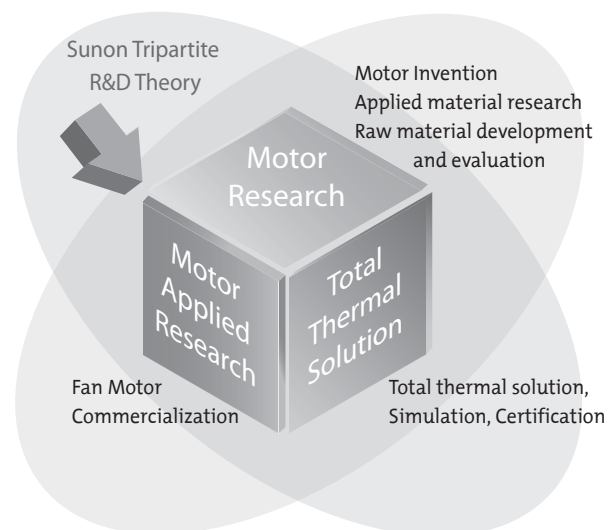 Sunon Tripartite
R&D Theory
Motor Invention
Applied material research
Raw material development
and evaluation
Motor
Research
Motor
Applied
Research
Total
Thermal
Solution
Fan Motor
Commercialization
Total thermal solution,
Simulation, Certification